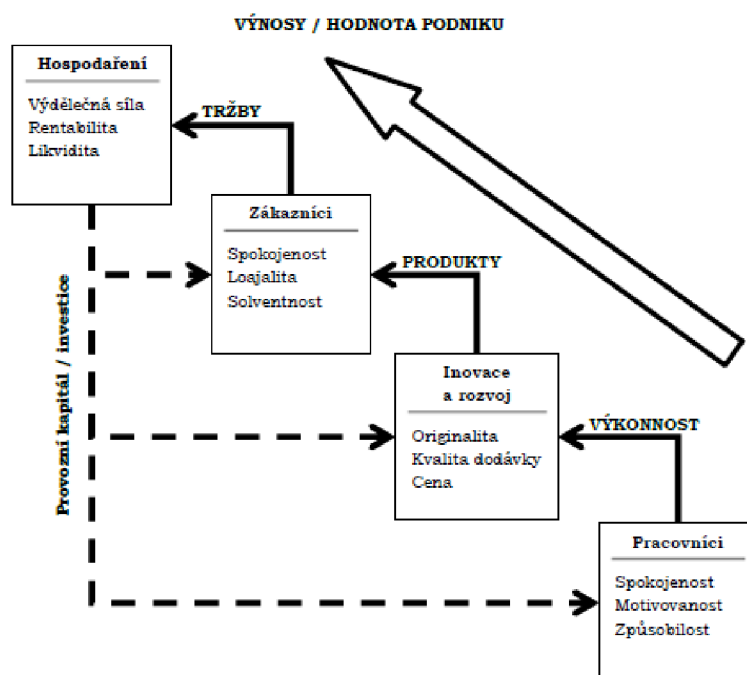 VÝNOSY / HODNOTA PODNIKU
Hospodaření
Výdělečná síla
Rentabilita
Likvidita
TRŽBY
Zákazníci
Spokojenost
Loajalita
Solventnost
PRODUKTY
Inovace
a rozvoj
Originalita
Kvalita dodávky
Cena
VÝKONNOST
Pracovníci
Spokojenost
Motivovanost
Způsobilost
Provozní kapitál / investice